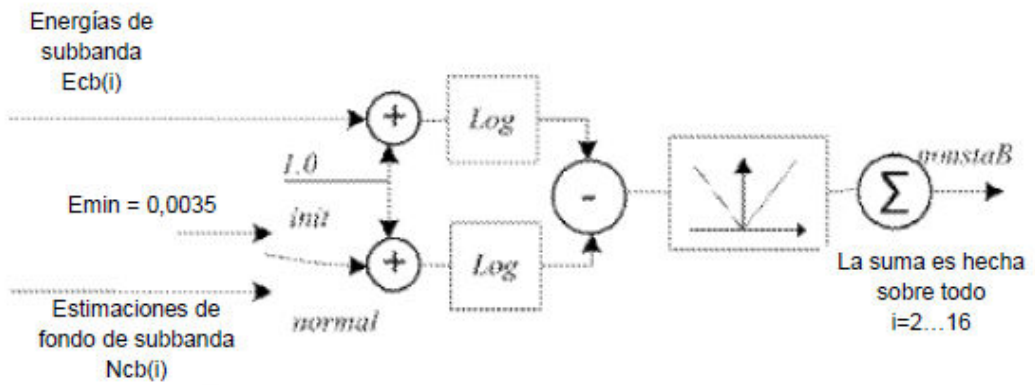 Energías de
subbanda
Ecb(i)
+
Log
1.0
Emin = 0,0035
init
-
nonstaB
Σ
+
Log
normal
Estimaciones de
fondo de subbanda
Ncb(i)
La suma es hecha
sobre todo
i=2...16